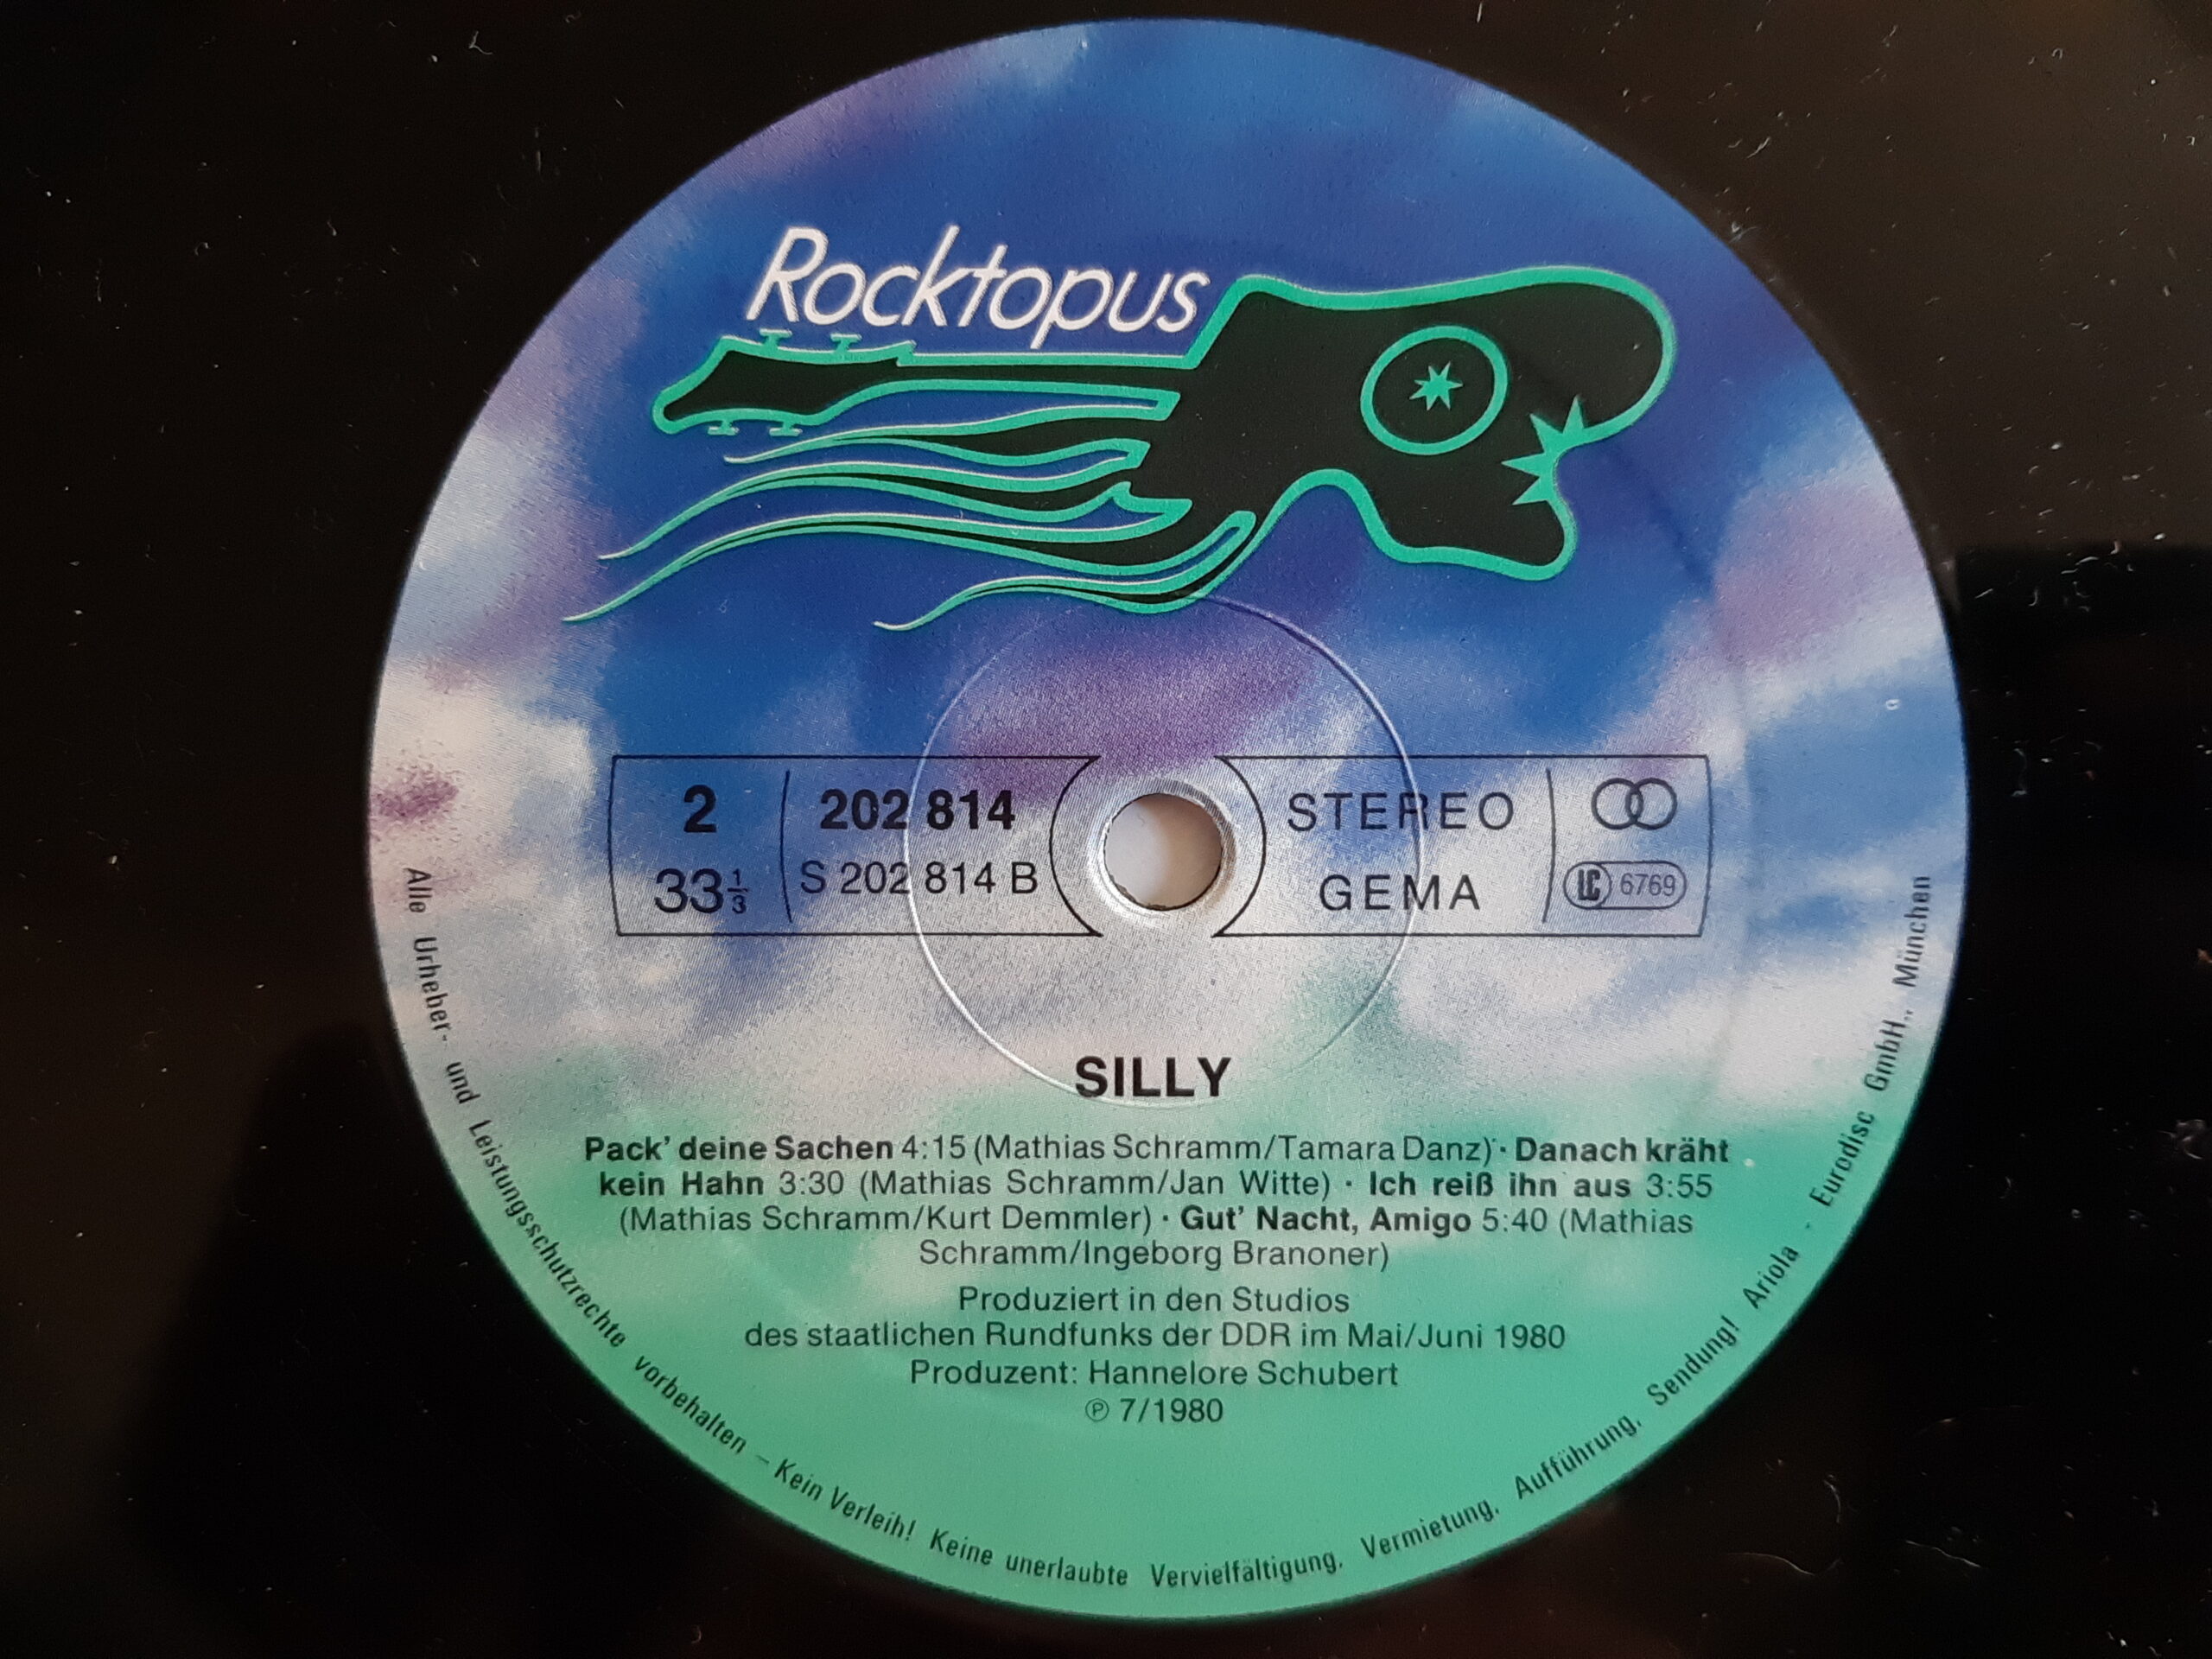 Rocktopus
2
202 814
33⅓
S 202 814 B
STEREO
GEMA
LC 6769
SILLY
Pack’ deine Sachen 4:15 (Mathias Schramm/Tamara Danz) · Danach kräht
kein Hahn 3:30 (Mathias Schramm/Jan Witte) · Ich reiß ihn aus 3:55
(Mathias Schramm/Kurt Demmler) · Gut’ Nacht, Amigo 5:40 (Mathias
Schramm/Ingeborg Branoner)
Produziert in den Studios
des staatlichen Rundfunks der DDR im Mai/Juni 1980
Produzent: Hannelore Schubert
℗ 7/1980
Alle Urheber- und Leistungsschutzrechte vorbehalten – Kein Verleih! Keine unerlaubte Vervielfältigung, Vermietung, Aufführung, Sendung! Ariola - Eurodisc GmbH., München